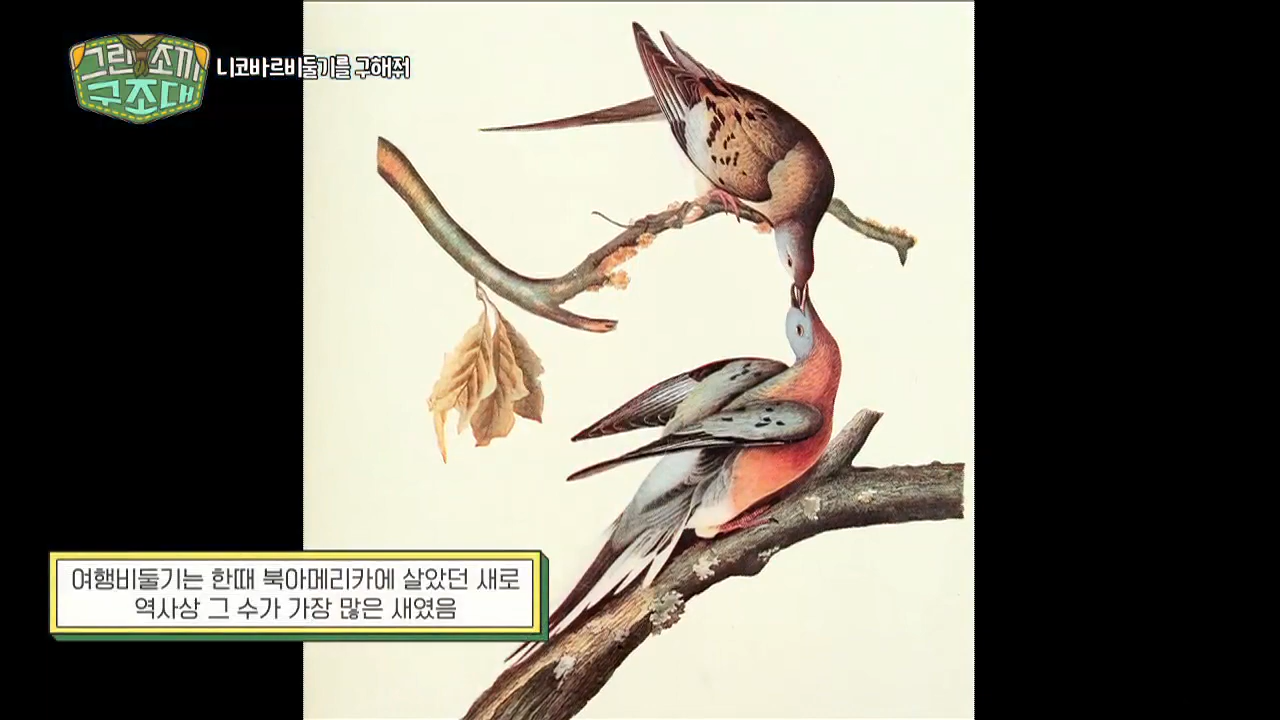 그린조끼
구조대
니코바르비둘기를 구해줘
여행비둘기는 한때 북아메리카에 살았던 새로
역사상 그 수가 가장 많은 새였음